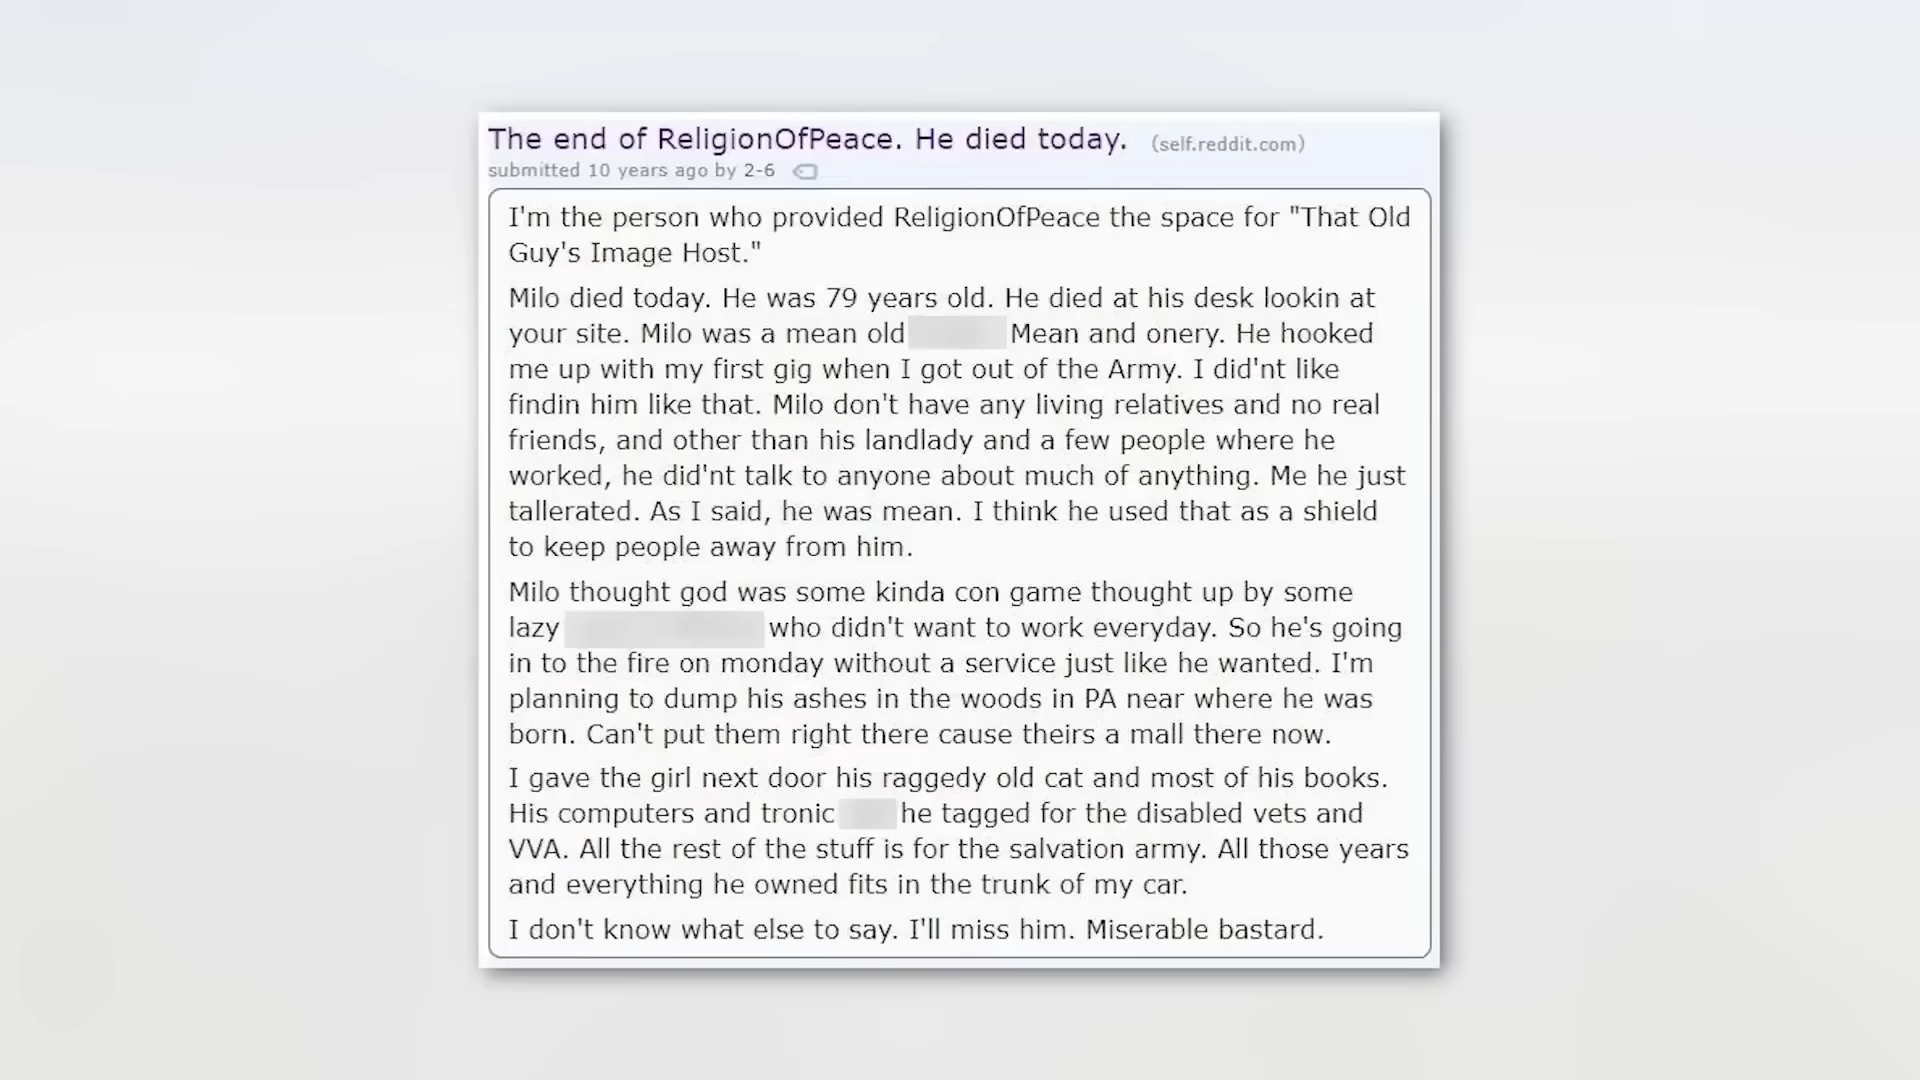 The end of ReligionOfPeace. He died today. (self.reddit.com)
submitted 10 years ago by 2-6
I'm the person who provided ReligionOfPeace the space for "That Old
Guy's Image Host."
Milo died today. He was 79 years old. He died at his desk lookin at
your site. Milo was a mean old Mean and onery. He hooked
me up with my first gig when I got out of the Army. I did'nt like
findin him like that. Milo don't have any living relatives and no real
friends, and other than his landlady and a few people where he
worked, he did'nt talk to anyone about much of anything. Me he just
tallerated. As I said, he was mean. I think he used that as a shield
to keep people away from him.
Milo thought god was some kinda con game thought up by some
lazy who didn't want to work everyday. So he's going
in to the fire on monday without a service just like he wanted. I'm
planning to dump his ashes in the woods in PA near where he was
born. Can't put them right there cause theirs a mall there now.
I gave the girl next door his raggedy old cat and most of his books.
His computers and tronic he tagged for the disabled vets and
VVA. All the rest of the stuff is for the salvation army. All those years
and everything he owned fits in the trunk of my car.
I don't know what else to say. I'll miss him. Miserable bastard.